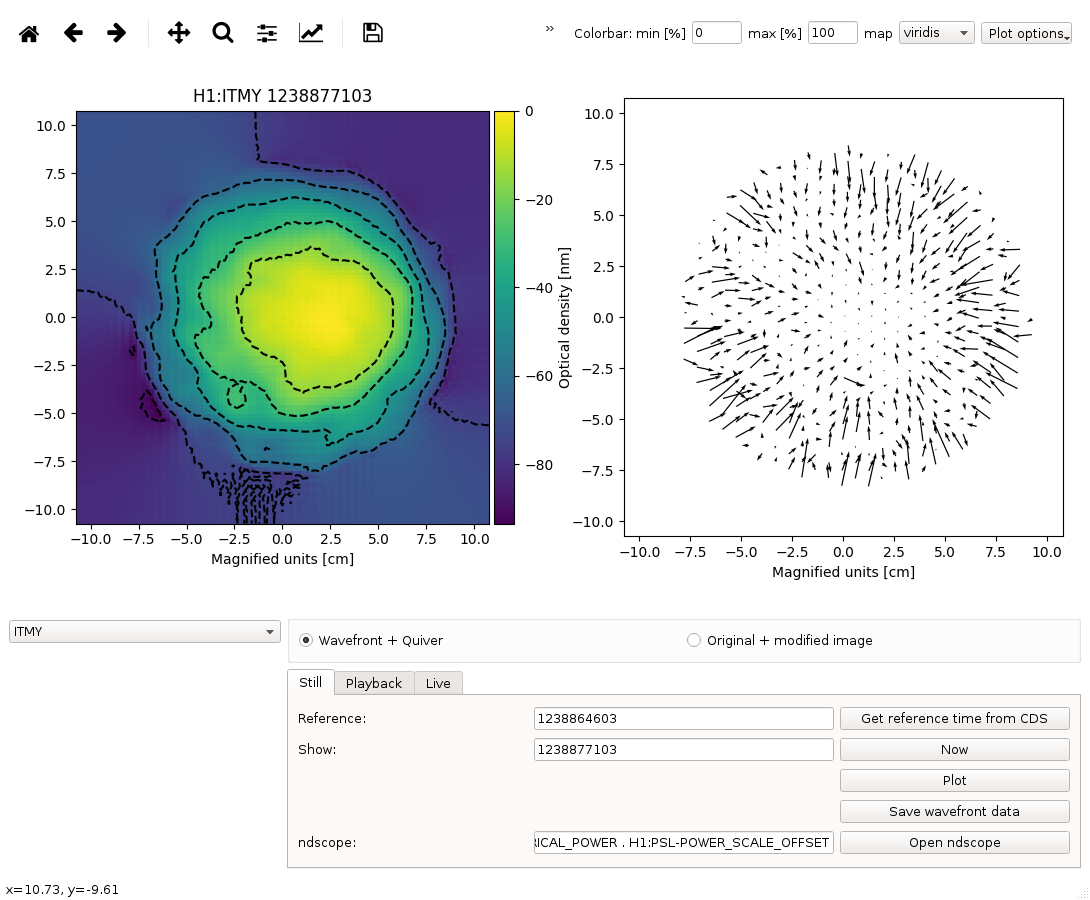 » Colorbar: min [%] 0 max [%] 100 map viridis Plot options
H1:ITMY 1238877103
10.0
7.5
5.0
2.5
0.0
−2.5
−5.0
−7.5
−10.0
−10.0 −7.5 −5.0 −2.5 0.0 2.5 5.0 7.5 10.0
Magnified units [cm]
0
−20
−40
−60
−80
Optical density [nm]
10.0
7.5
5.0
2.5
0.0
−2.5
−5.0
−7.5
−10.0
−10.0 −7.5 −5.0 −2.5 0.0 2.5 5.0 7.5 10.0
Magnified units [cm]
ITMY
Wavefront + Quiver Original + modified image
Still Playback Live
Reference: 1238864603 Get reference time from CDS
Show: 1238877103 Now
Plot
Save wavefront data
ndscope: RICAL_POWER . H1:PSL-POWER_SCALE_OFFSET Open ndscope
x=10.73, y=-9.61